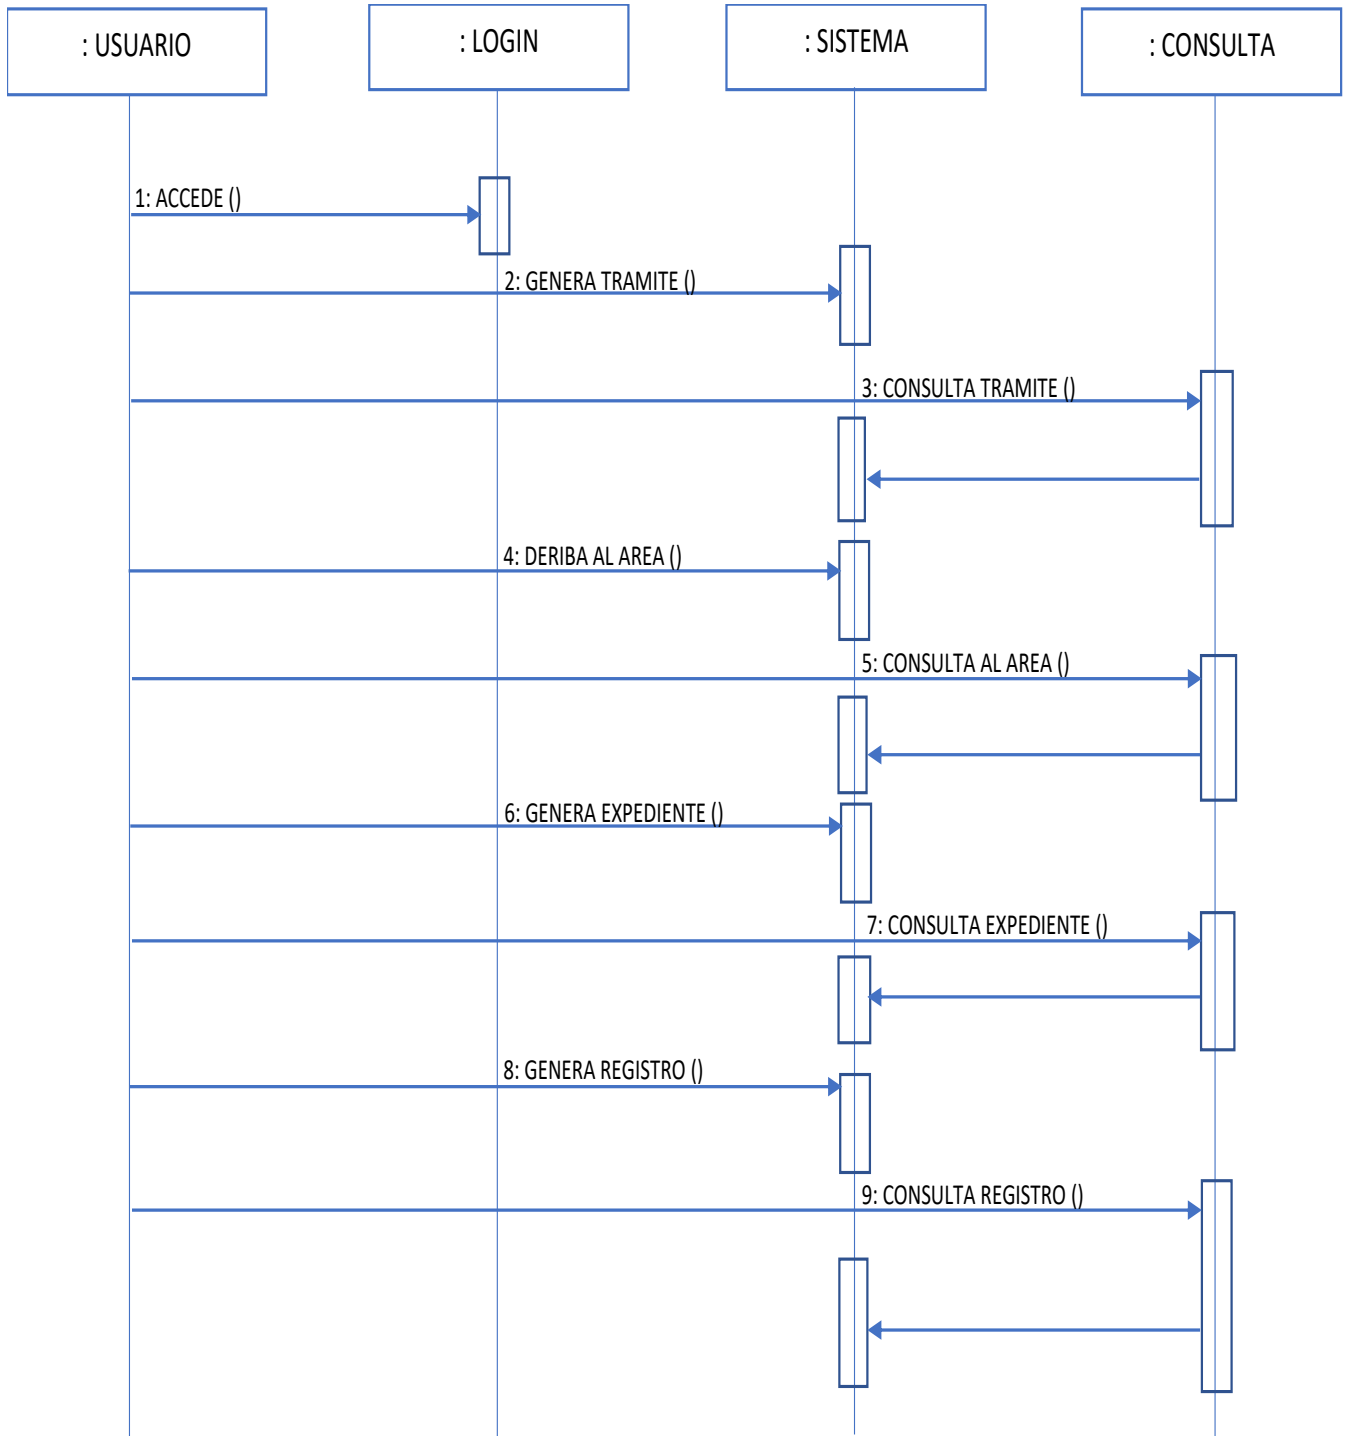 : USUARIO
: LOGIN
: SISTEMA
: CONSULTA
1: ACCEDE ()
2: GENERA TRAMITE ()
3: CONSULTA TRAMITE ()
4: DERIBA AL AREA ()
5: CONSULTA AL AREA ()
6: GENERA EXPEDIENTE ()
7: CONSULTA EXPEDIENTE ()
8: GENERA REGISTRO ()
9: CONSULTA REGISTRO ()